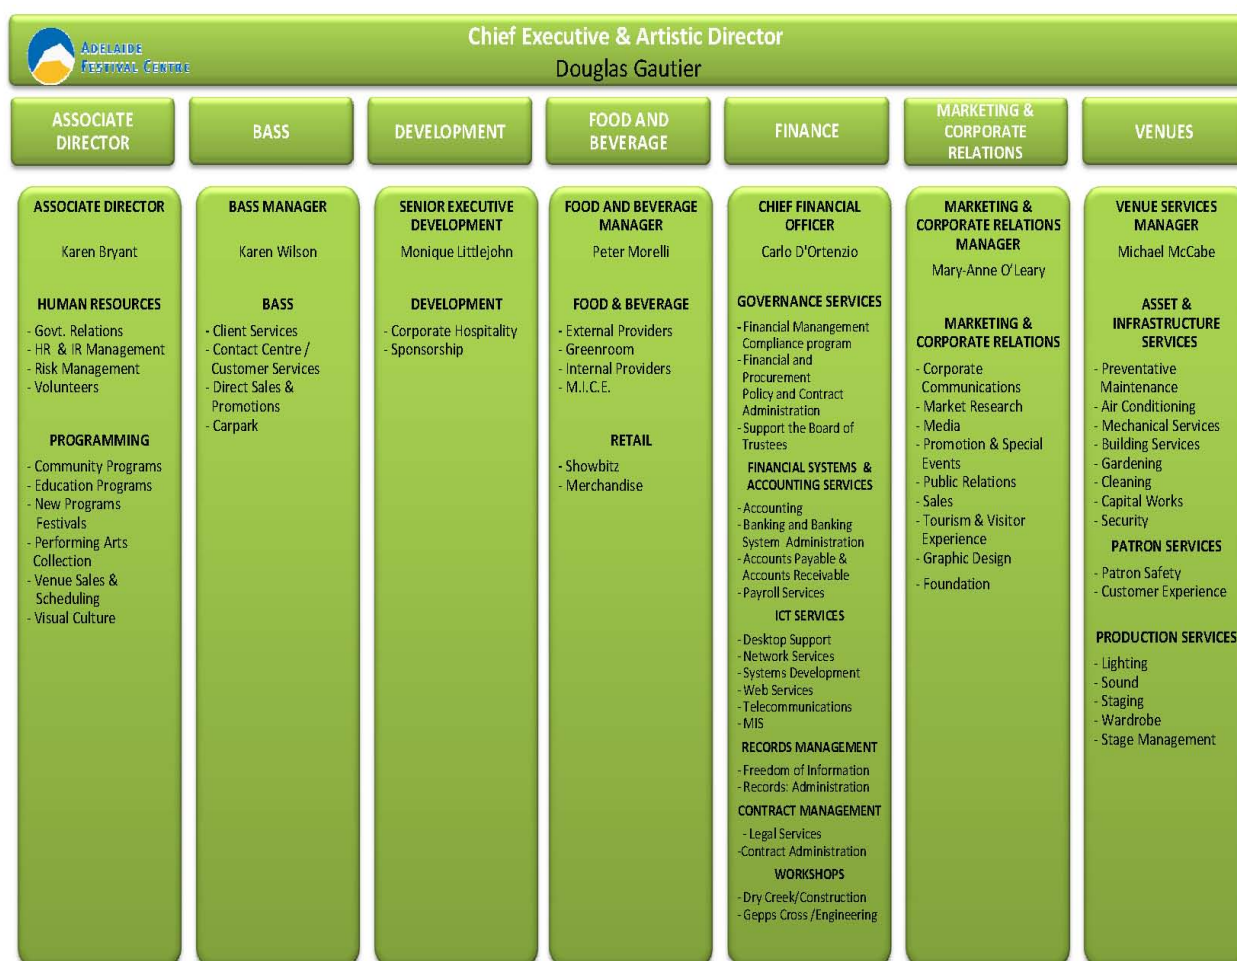 Chief Executive & Artistic Director
ADELAIDE
FESTIVAL CENTRE
Douglas Gautier
ASSOCIATE
DIRECTOR
BASS
DEVELOPMENT
FOOD AND
BEVERAGE
FINANCE
MARKETING &
CORPORATE
RELATIONS
VENUES
ASSOCIATE DIRECTOR
Karen Bryant
HUMAN RESOURCES
- Govt. Relations
- HR & IR Management
- Risk Management
- Volunteers
PROGRAMMING
- Community Programs
- Education Programs
- New Programs
Festivals
- Performing Arts
Collection
- Venue Sales &
Scheduling
- Visual Culture
BASS MANAGER
Karen Wilson
BASS
- Client Services
- Contact Centre /
Customer Services
- Direct Sales &
Promotions
- Carpark
SENIOR EXECUTIVE
DEVELOPMENT
Monique Littlejohn
DEVELOPMENT
- Corporate Hospitality
- Sponsorship
FOOD AND BEVERAGE
MANAGER
Peter Morelli
FOOD & BEVERAGE
- External Providers
- Greenroom
- Internal Providers
- M.I.C.E.
RETAIL
- Showbitz
- Merchandise
CHIEF FINANCIAL
OFFICER
Carlo D'Ortenzio
GOVERNANCE SERVICES
- Financial Manangement
Compliance program
- Financial and
Procurement
Policy and Contract
Administration
- Support the Board of
Trustees
FINANCIAL SYSTEMS &
ACCOUNTING SERVICES
- Accounting
- Banking and Banking
System Administration
- Accounts Payable &
Accounts Receivable
- Payroll Services
ICT SERVICES
- Desktop Support
- Network Services
- Systems Development
- Web Services
- Telecommunications
- MIS
RECORDS MANAGEMENT
- Freedom of Information
- Records: Administration
CONTRACT MANAGEMENT
- Legal Services
-Contract Administration
WORKSHOPS
- Dry Creek/Construction
- Gepps Cross /Engineering
MARKETING &
CORPORATE RELATIONS
MANAGER
Mary-Anne O’Leary
MARKETING &
CORPORATE RELATIONS
- Corporate
Communications
- Market Research
- Media
- Promotion & Special
Events
- Public Relations
- Sales
- Tourism & Visitor
Experience
- Graphic Design
- Foundation
VENUE SERVICES
MANAGER
Michael McCabe
ASSET &
INFRASTRUCTURE
SERVICES
- Preventative
Maintenance
- Air Conditioning
- Mechanical Services
- Building Services
- Gardening
- Cleaning
- Capital Works
- Security
PATRON SERVICES
- Patron Safety
- Customer Experience
PRODUCTION SERVICES
- Lighting
- Sound
- Staging
- Wardrobe
- Stage Management